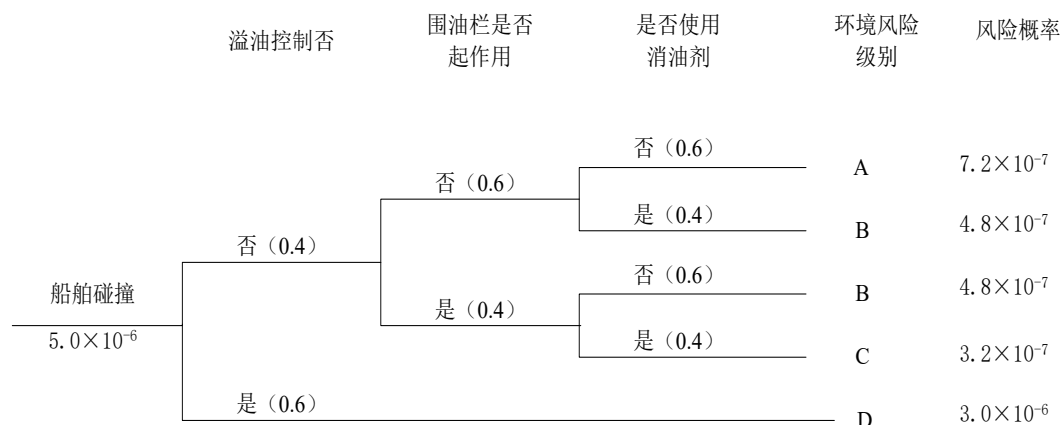 溢油控制否
围油栏是否
起作用
是否使用
消油剂
环境风险
级别
风险概率
否（0.6）
A
7.2×10⁻⁷
否（0.6）
是（0.4）
B
4.8×10⁻⁷
否（0.4）
否（0.6）
B
4.8×10⁻⁷
船舶碰撞
5.0×10⁻⁶
是（0.4）
是（0.4）
C
3.2×10⁻⁷
是（0.6）
D
3.0×10⁻⁶